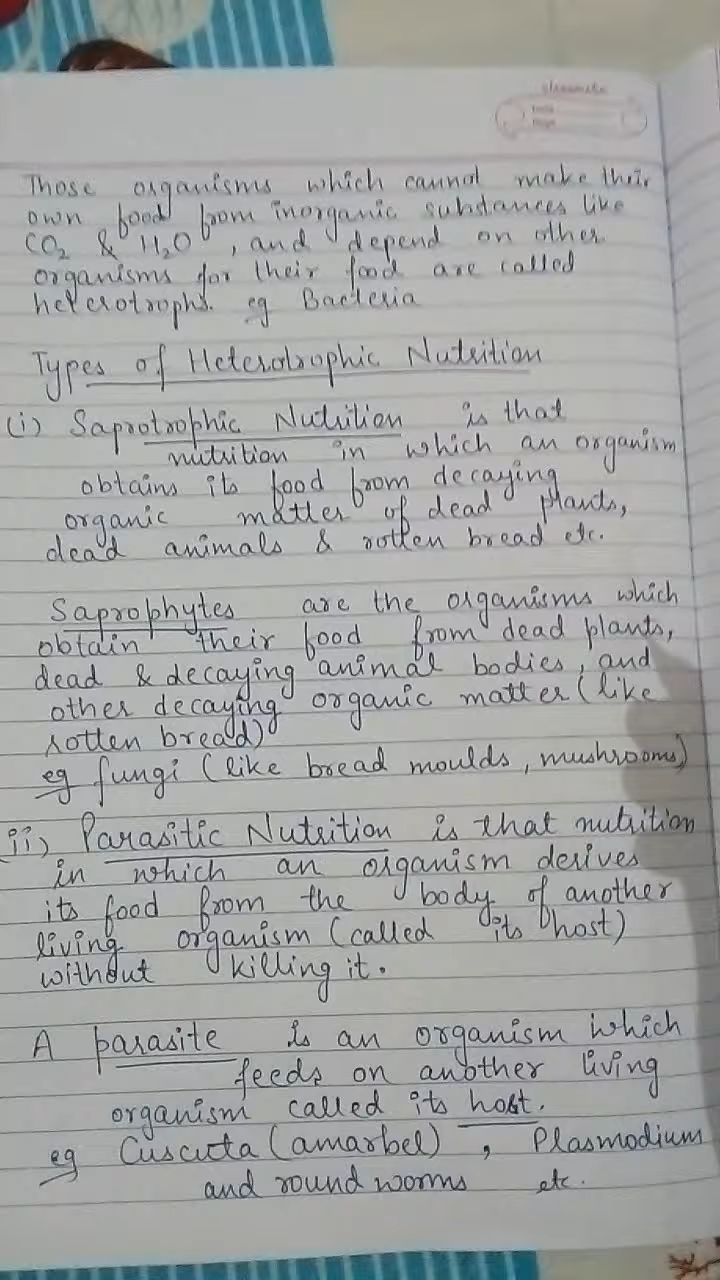 classmate
Date
Page
Those organisms which cannot make their
own food from inorganic substances like
CO2 & H2O , and depend on other
organisms for their food are called
heterotrophs. eg Bacteria
Types of Heterotrophic Nutrition
(i) Saprotrophic Nutrition is that
nutrition in which an organism
obtains its food from decaying
organic matter of dead plants,
dead animals & rotten bread etc.
Saprophytes are the organisms which
obtain their food from dead plants,
dead & decaying animal bodies, and
other decaying organic matter (like
rotten bread)
eg fungi (like bread moulds, mushrooms)
(ii) Parasitic Nutrition is that nutrition
in which an organism derives
its food from the body of another
living organism (called its host)
without killing it.
A parasite is an organism which
feeds on another living
organism called its host.
eg Cuscuta (amarbel) , Plasmodium
and round worms etc.